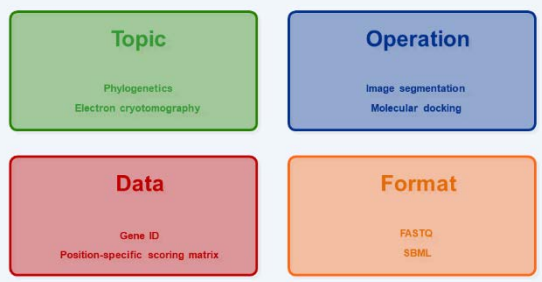 Topic
Phylogenetics
Electron cryotomography
Operation
Image segmentation
Molecular docking
Data
Gene ID
Position-specific scoring matrix
Format
FASTQ
SBML